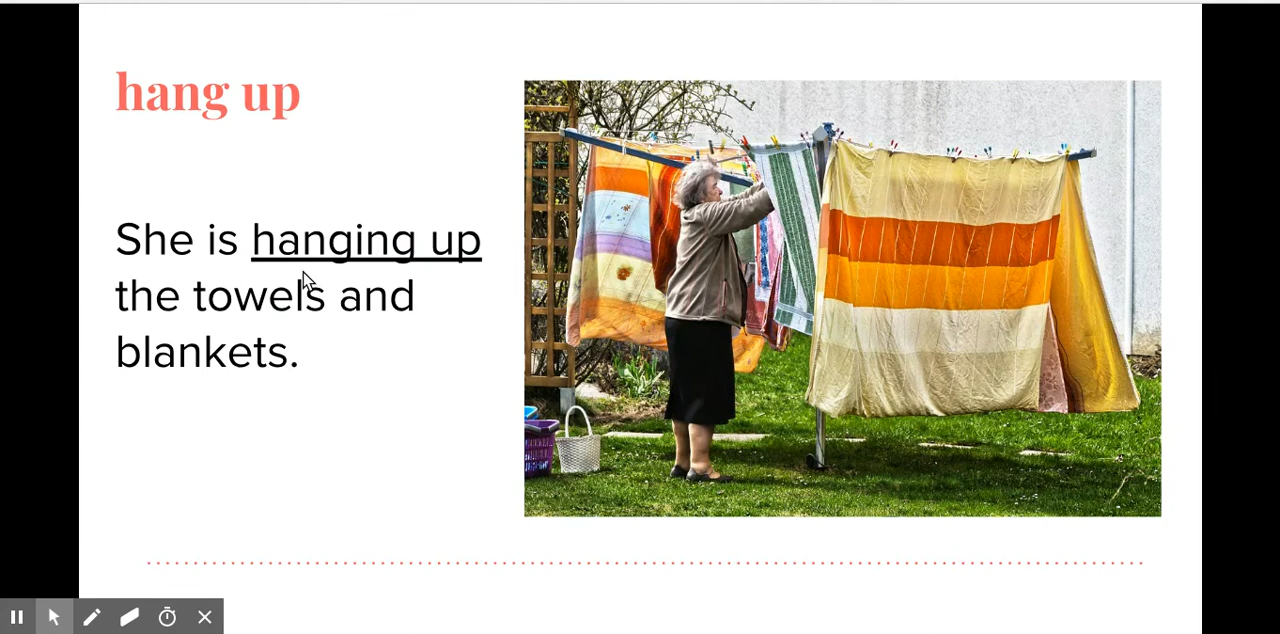 hang up
She is hanging up
the towels and
blankets.